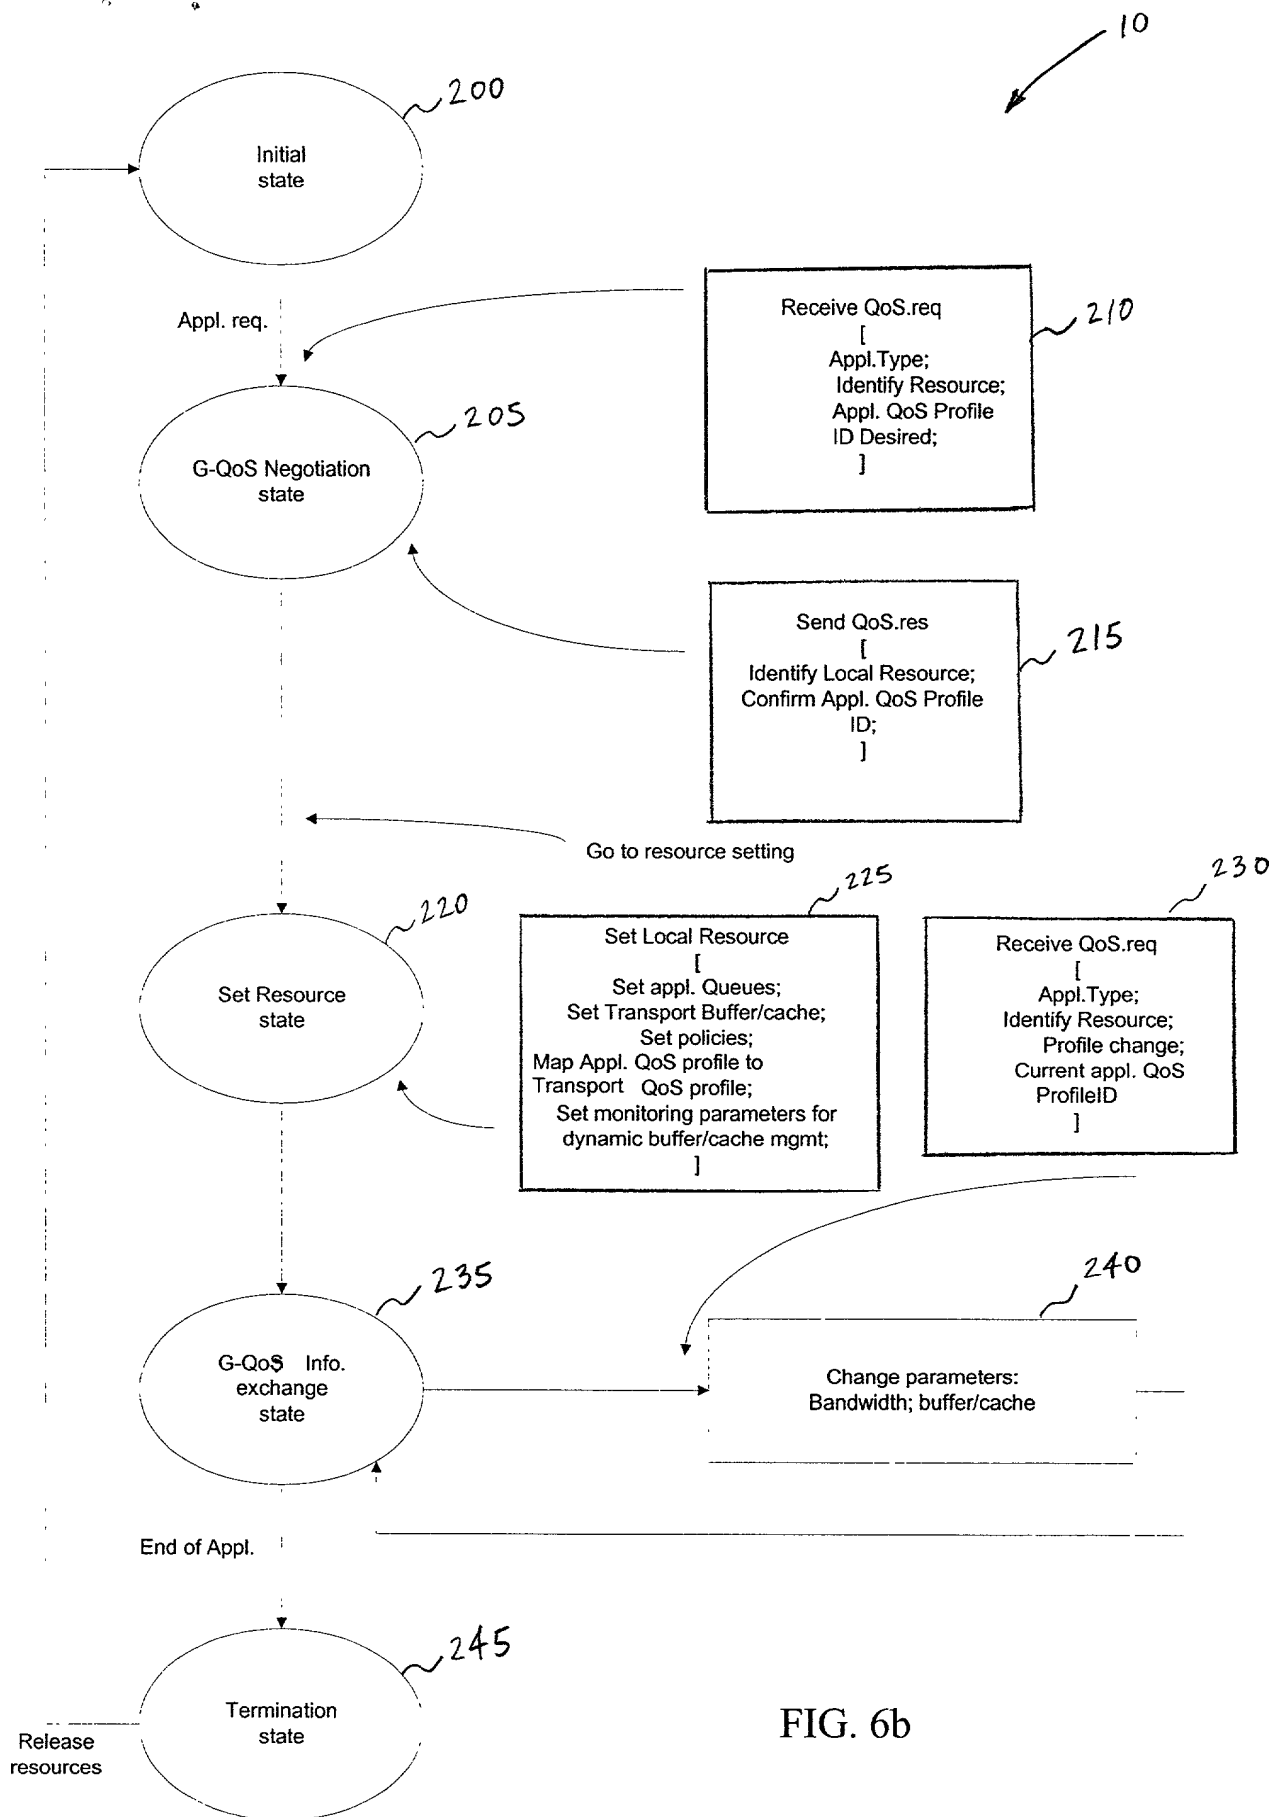 10
200
Initial
state
Appl. req.
Receive QoS.req
[
Appl.Type;
Identify Resource;
Appl. QoS Profile
ID Desired;
]
210
205
G-QoS Negotiation
state
Send QoS.res
[
Identify Local Resource;
Confirm Appl. QoS Profile
ID;
]
215
Go to resource setting
220
Set Resource
state
225
Set Local Resource
[
Set appl. Queues;
Set Transport Buffer/cache;
Set policies;
Map Appl. QoS profile to
Transport QoS profile;
Set monitoring parameters for
dynamic buffer/cache mgmt;
]
230
Receive QoS.req
[
Appl.Type;
Identify Resource;
Profile change;
Current appl. QoS
ProfileID
]
235
G-QoS Info.
exchange
state
240
Change parameters:
Bandwidth; buffer/cache
End of Appl.
245
Termination
state
Release
resources
FIG. 6b